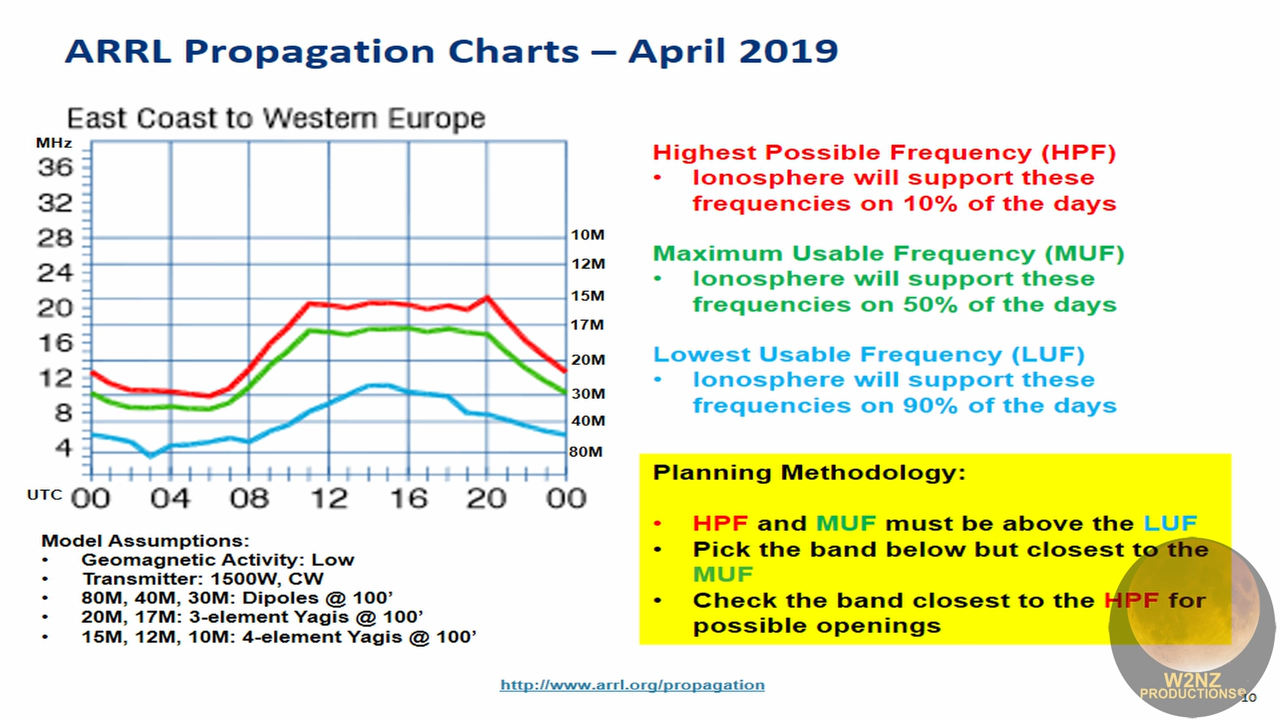 ARRL Propagation Charts – April 2019
East Coast to Western Europe
MHz
36
32
28
24
20
16
12
8
4
10M
12M
15M
17M
20M
30M
40M
80M
UTC 00 04 08 12 16 20 00
Model Assumptions:
• Geomagnetic Activity: Low
• Transmitter: 1500W, CW
• 80M, 40M, 30M: Dipoles @ 100’
• 20M, 17M: 3-element Yagis @ 100’
• 15M, 12M, 10M: 4-element Yagis @ 100’
Highest Possible Frequency (HPF)
• Ionosphere will support these
frequencies on 10% of the days
Maximum Usable Frequency (MUF)
• Ionosphere will support these
frequencies on 50% of the days
Lowest Usable Frequency (LUF)
• Ionosphere will support these
frequencies on 90% of the days
Planning Methodology:
• HPF and MUF must be above the LUF
• Pick the band below but closest to the
MUF
• Check the band closest to the HPF for
possible openings
http://www.arrl.org/propagation
W2NZ
PRODUCTIONS©
10